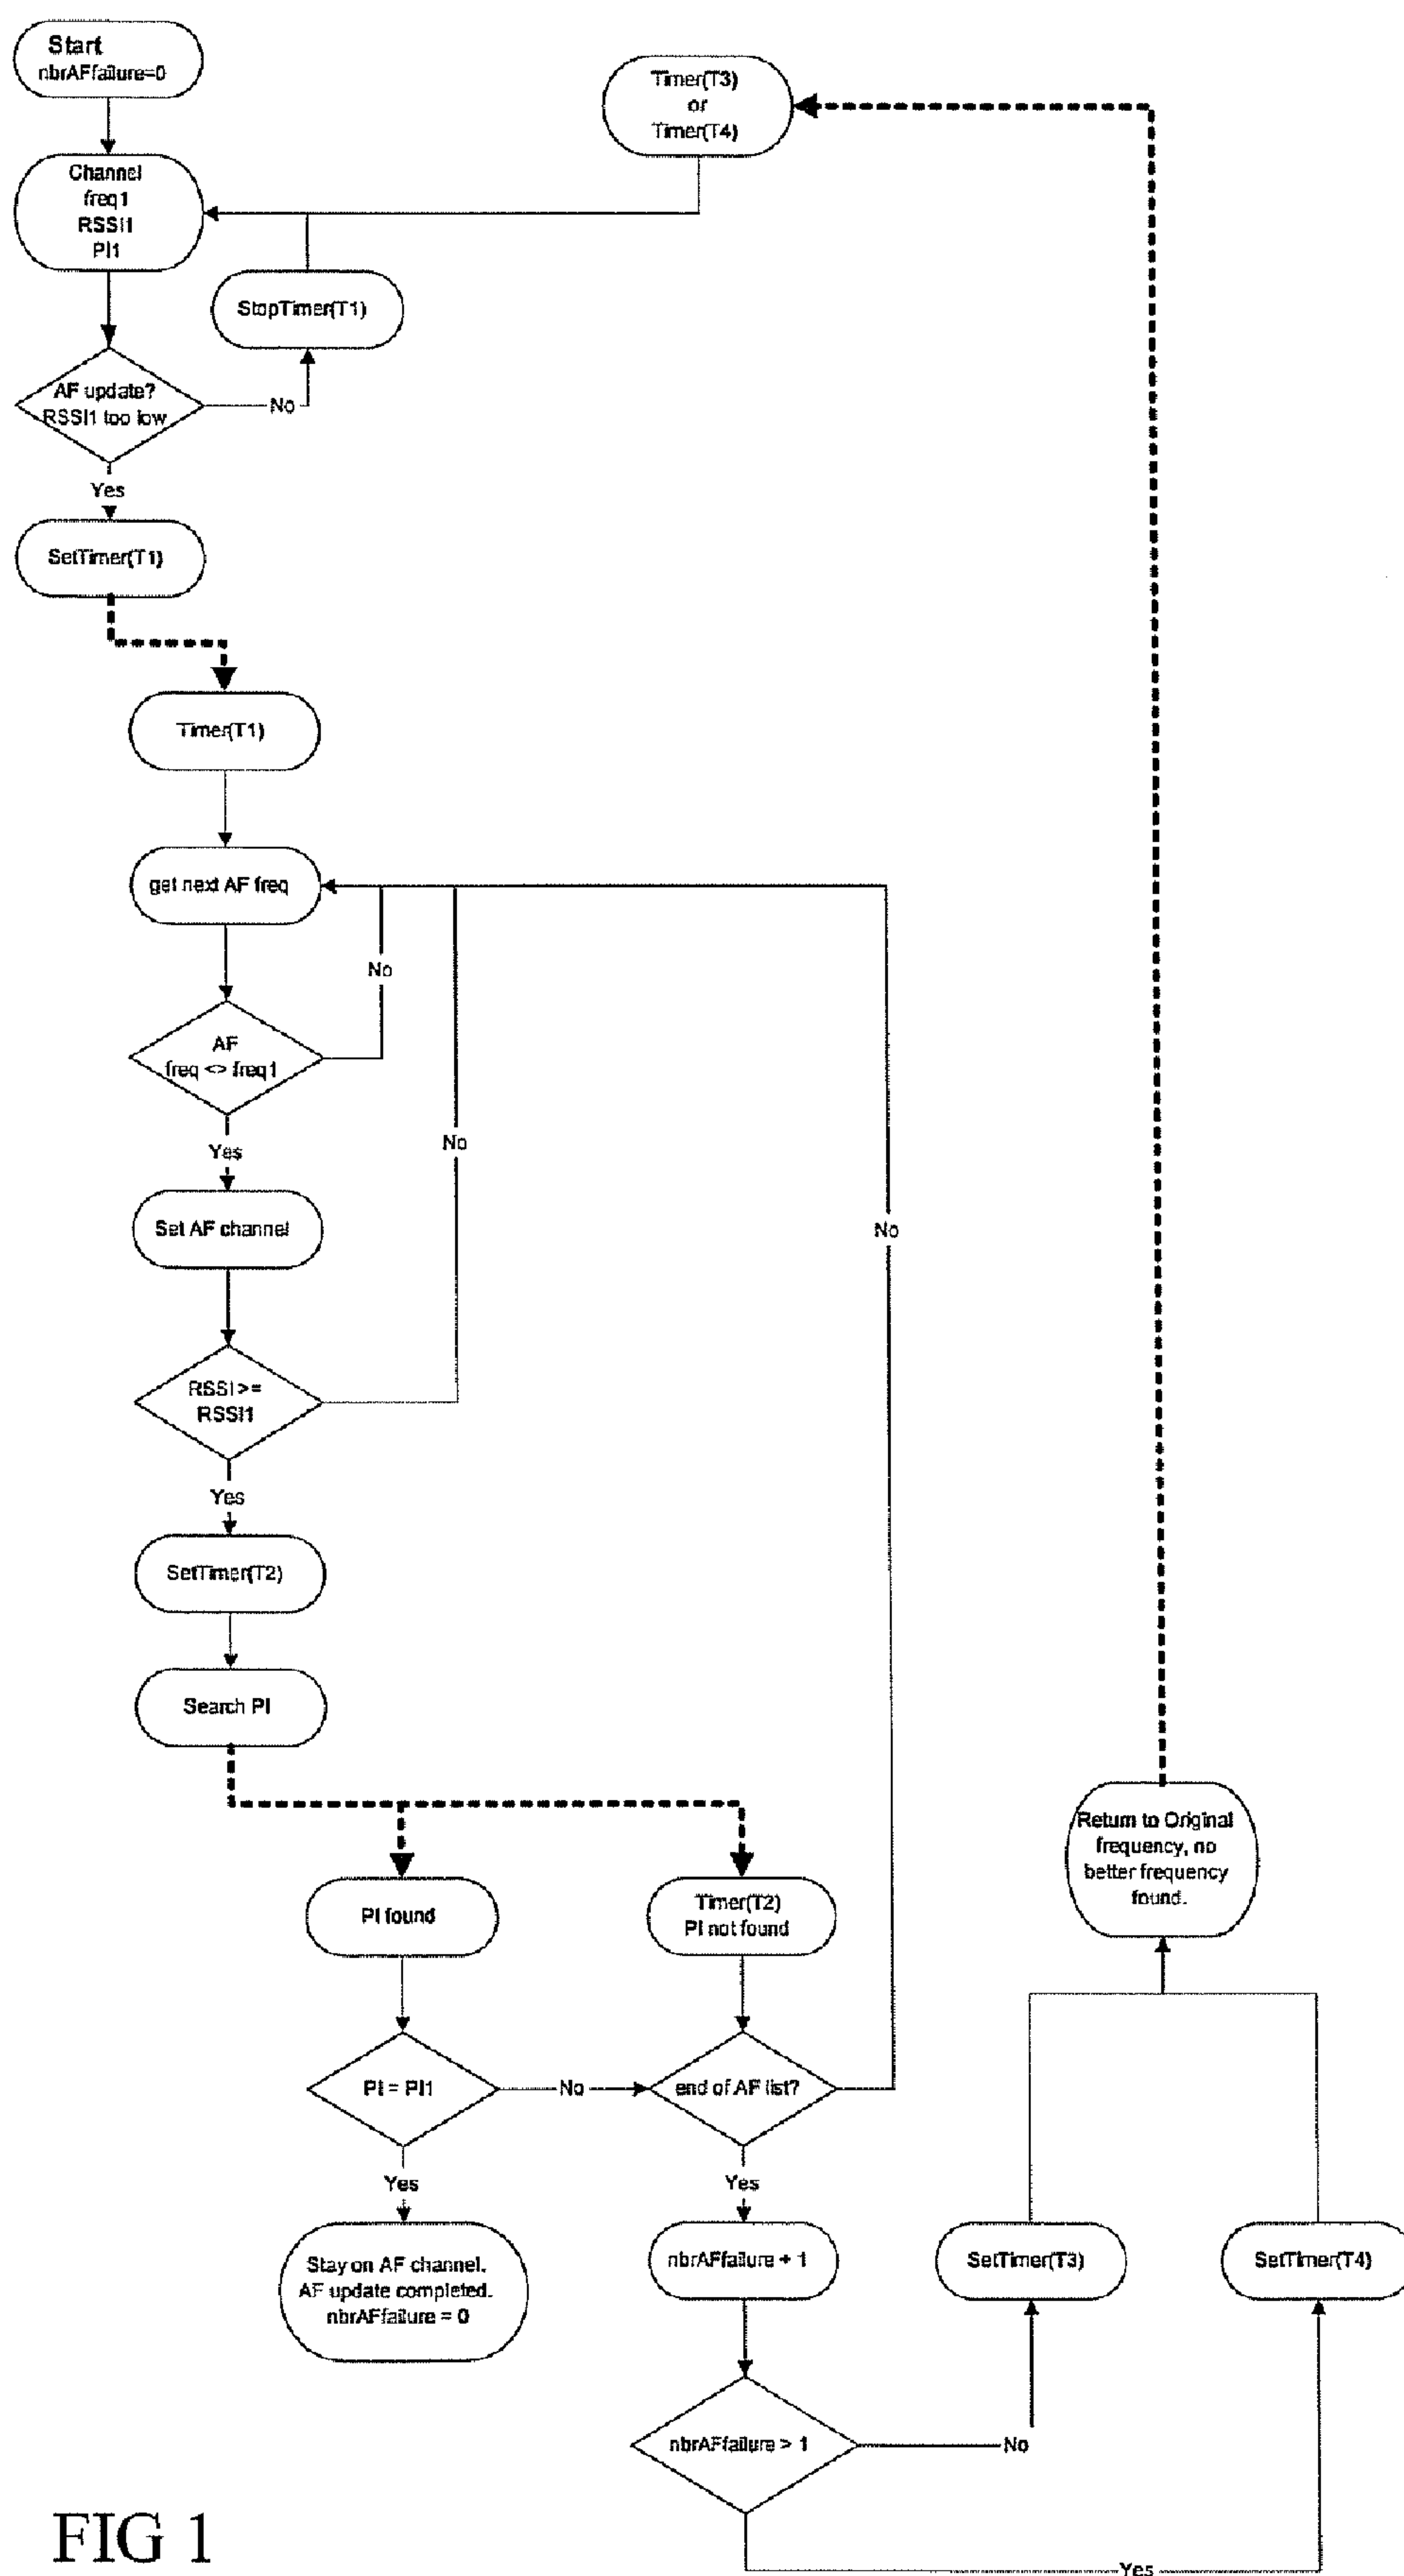 Start
nbrAFfailure=0
Timer(T3)
or
Timer(T4)
Channel
freq1
RSSI1
PI1
StopTimer(T1)
AF update?
RSSI1 too low
No
Yes
SetTimer(T1)
Timer(T1)
get next AF freq
No
AF
freq <> freq1
No
Yes
Set AF channel
No
RSSI >=
RSSI1
Yes
SetTimer(T2)
Search PI
Return to Original
frequency, no
better frequency
found.
PI found
Timer(T2)
PI not found
PI = PI1
No
end of AF list?
Yes
Yes
Stay on AF channel.
AF update completed.
nbrAFfailure = 0
nbrAFfailure + 1
SetTimer(T3)
SetTimer(T4)
nbrAFfailure > 1
No
Yes
FIG 1